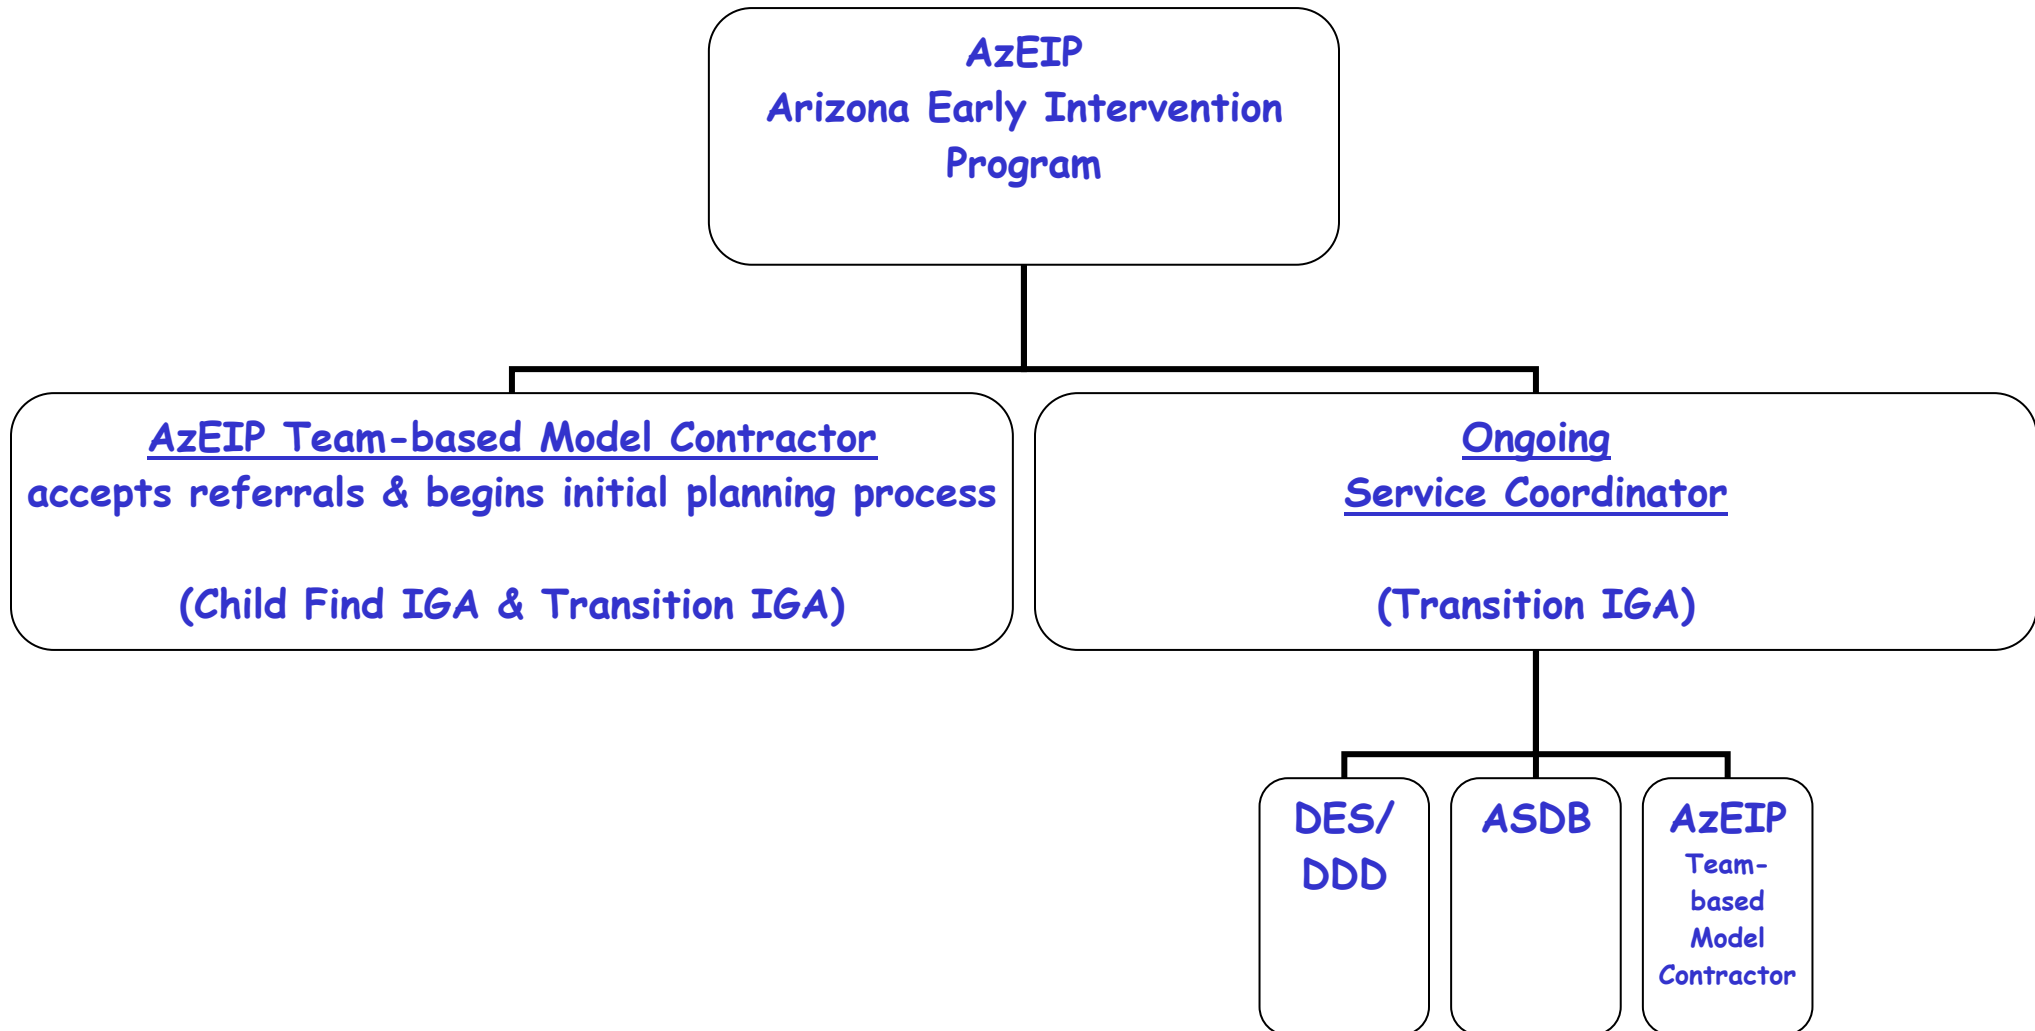 AzEIP
Arizona Early Intervention
Program
AzEIP Team-based Model Contractor
accepts referrals & begins initial planning process
(Child Find IGA & Transition IGA)
Ongoing
Service Coordinator
(Transition IGA)
DES/
DDD
ASDB
AzEIP
Team-
based
Model
Contractor